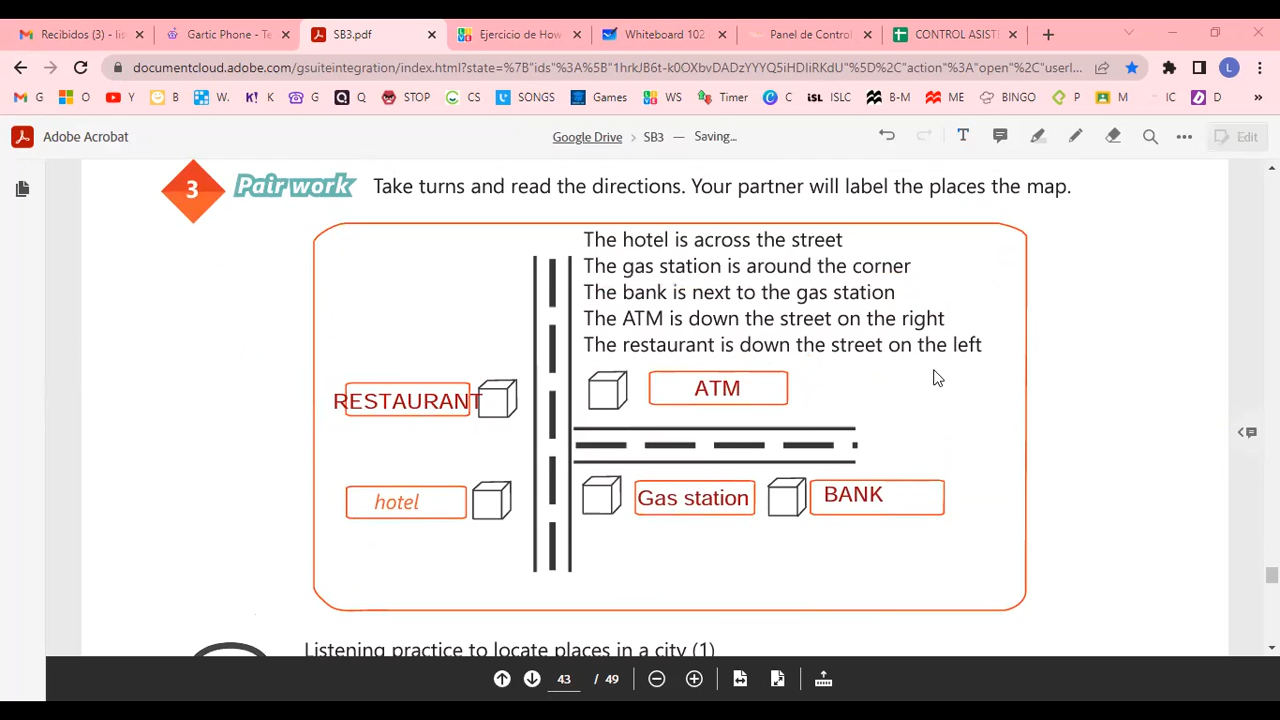 Recibidos (3) - lis
Gartic Phone - Te
SB3.pdf
Ejercicio de How
Whiteboard 102
Panel de Control
CONTROL ASIST
documentcloud.adobe.com/gsuiteintegration/index.html?state=%7B"ids"%3A%5B"1hrkJB6t-k0OXbvDADzYYYQ5iHDIiRKdU"%5D%2C"action"%3A"open"%2C"userI...
L
G
O
Y
B
W.
K!
G
Q
STOP
CS
SONGS
Games
WS
Timer
C
ISL ISLC
B-M
ME
BINGO
P
M
IC
D
»
Adobe Acrobat
Google Drive > SB3 — Saving...
Edit
3 Pair work Take turns and read the directions. Your partner will label the places the map.
The hotel is across the street
The gas station is around the corner
The bank is next to the gas station
The ATM is down the street on the right
The restaurant is down the street on the left
RESTAURANT
ATM
hotel
Gas station
BANK
Listening practice to locate places in a city (1)
43 / 49